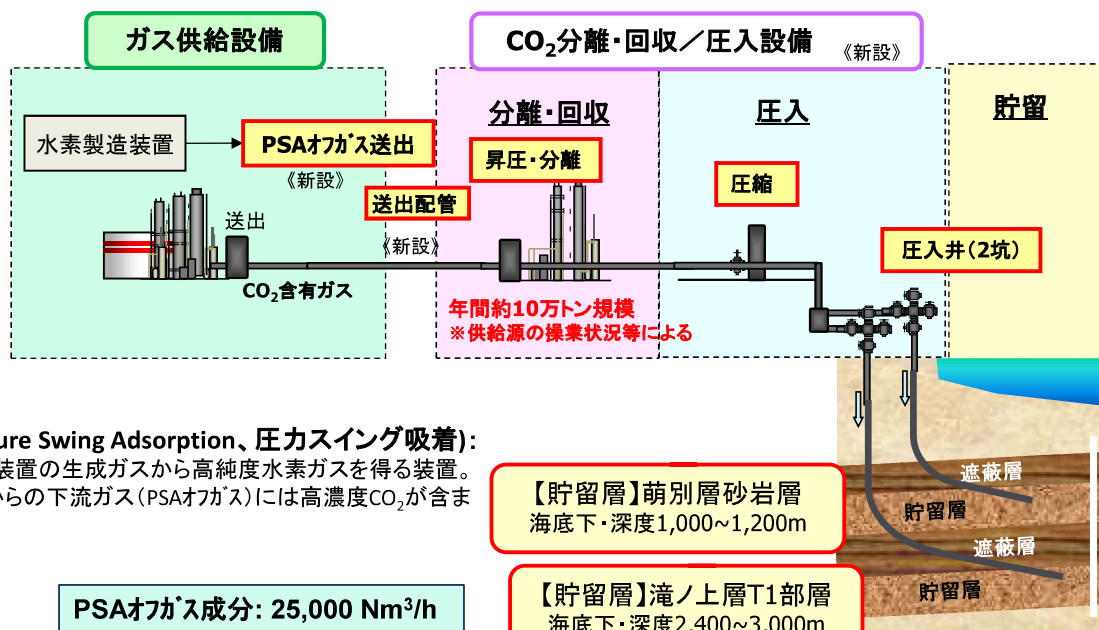 ガス供給設備
CO2分離・回収／圧入設備 《新設》
分離・回収
圧入
貯留
水素製造装置
PSAオフガス送出
《新設》
昇圧・分離
圧縮
送出配管
《新設》
送出
CO2含有ガス
圧入井（2坑）
年間約10万トン規模
※供給源の操業状況等による
ure Swing Adsorption、圧力スイング吸着）：
装置の生成ガスから高純度水素ガスを得る装置。
からの下流ガス（PSAオフガス）には高濃度CO2が含ま
【貯留層】萌別層砂岩層
海底下・深度1,000~1,200m
遮蔽層
貯留層
遮蔽層
貯留層
【貯留層】滝ノ上層T1部層
海底下・深度2,400~3,000m
PSAオフガス成分: 25,000 Nm3/h